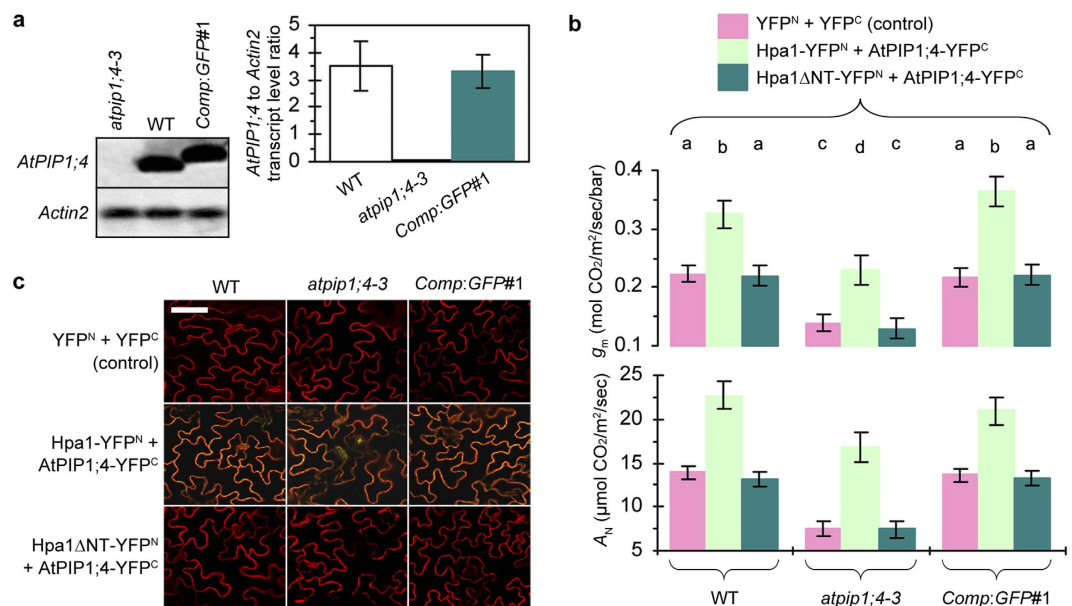 a
atpip1;4-3
WT
Comp:GFP#1
AtPIP1;4
Actin2
AtPIP1;4 to Actin2
transcript level ratio
5
4
3
2
1
0
WT
atpip1;4-3
Comp:GFP#1
b
YFPᴺ + YFPᶜ (control)
Hpa1-YFPᴺ + AtPIP1;4-YFPᶜ
Hpa1ΔNT-YFPᴺ + AtPIP1;4-YFPᶜ
a b a c d c a b a
gₘ (mol CO₂/m²/sec/bar)
0.4
0.3
0.2
0.1
A_N (μmol CO₂/m²/sec)
25
20
15
10
5
WT
atpip1;4-3
Comp:GFP#1
c
WT
atpip1;4-3
Comp:GFP#1
YFPᴺ + YFPᶜ
(control)
Hpa1-YFPᴺ +
AtPIP1;4-YFPᶜ
Hpa1ΔNT-YFPᴺ
+ AtPIP1;4-YFPᶜ